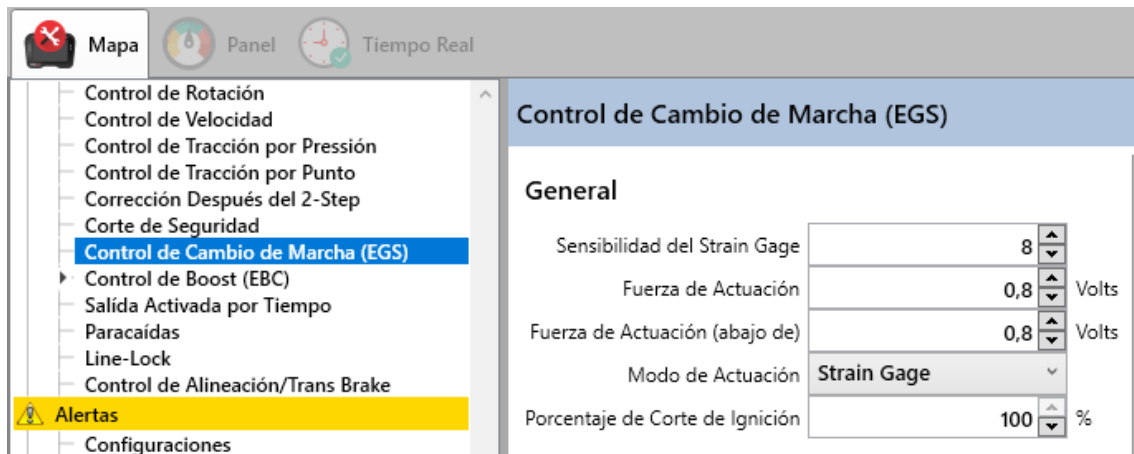 Mapa
Panel
Tiempo Real
Control de Rotación
Control de Velocidad
Control de Tracción por Pressión
Control de Tracción por Punto
Corrección Después del 2-Step
Corte de Seguridad
Control de Cambio de Marcha (EGS)
Control de Boost (EBC)
Salída Activada por Tiempo
Paracaídas
Line-Lock
Control de Alineación/Trans Brake
Alertas
Configuraciones
Control de Cambio de Marcha (EGS)
General
Sensibilidad del Strain Gage 8
Fuerza de Actuación 0,8 Volts
Fuerza de Actuación (abajo de) 0,8 Volts
Modo de Actuación Strain Gage
Porcentaje de Corte de Ignición 100 %